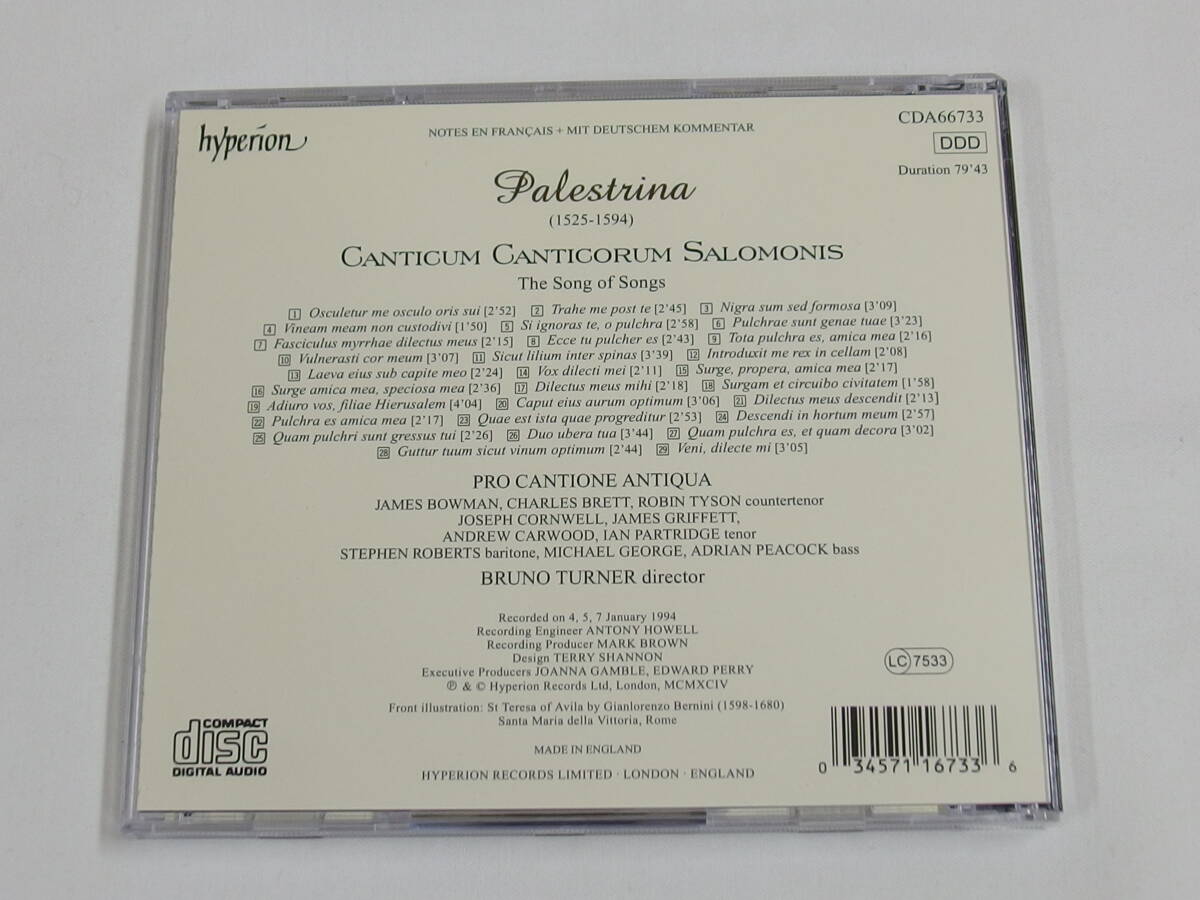 hyperion
NOTES EN FRANÇAIS + MIT DEUTSCHEM KOMMENTAR
CDA66733
DDD
Duration 79'43
Palestrina
(1525-1594)
CANTICUM CANTICORUM SALOMONIS
The Song of Songs
1 Osculetur me osculo oris sui [2'52] 2 Trahe me post te [2'45] 3 Nigra sum sed formosa [3'09]
4 Vineam meam non custodivi [1'50] 5 Si ignoras te, o pulchra [2'58] 6 Pulchrae sunt genae tuae [3'23]
7 Fasciculus myrrhae dilectus meus [2'15] 8 Ecce tu pulcher es [2'43] 9 Tota pulchra es, amica mea [2'16]
10 Vulnerasti cor meum [3'07] 11 Sicut lilium inter spinas [3'39] 12 Introduxit me rex in cellam [2'08]
13 Laeva eius sub capite meo [2'24] 14 Vox dilecti mei [2'11] 15 Surge, propera, amica mea [2'17]
16 Surge amica mea, speciosa mea [2'36] 17 Dilectus meus mihi [2'18] 18 Surgam et circuibo civitatem [1'58]
19 Adiuro vos, filiae Hierusalem [4'04] 20 Caput eius aurum optimum [3'06] 21 Dilectus meus descendit [2'13]
22 Pulchra es amica mea [2'17] 23 Quae est ista quae progreditur [2'53] 24 Descendi in hortum meum [2'57]
25 Quam pulchri sunt gressus tui [2'26] 26 Duo ubera tua [3'44] 27 Quam pulchra es, et quam decora [3'02]
28 Guttur tuum sicut vinum optimum [2'44] 29 Veni, dilecte mi [3'05]
PRO CANTIONE ANTIQUA
JAMES BOWMAN, CHARLES BRETT, ROBIN TYSON countertenor
JOSEPH CORNWELL, JAMES GRIFFETT,
ANDREW CARWOOD, IAN PARTRIDGE tenor
STEPHEN ROBERTS baritone, MICHAEL GEORGE, ADRIAN PEACOCK bass
BRUNO TURNER director
Recorded on 4, 5, 7 January 1994
Recording Engineer ANTONY HOWELL
Recording Producer MARK BROWN
Design TERRY SHANNON
Executive Producers JOANNA GAMBLE, EDWARD PERRY
℗ & © Hyperion Records Ltd, London, MCMXCIV
LC 7533
Front illustration: St Teresa of Avila by Gianlorenzo Bernini (1598-1680)
Santa Maria della Vittoria, Rome
MADE IN ENGLAND
HYPERION RECORDS LIMITED · LONDON · ENGLAND
COMPACT
disc
DIGITAL AUDIO
0 34571 16733 6